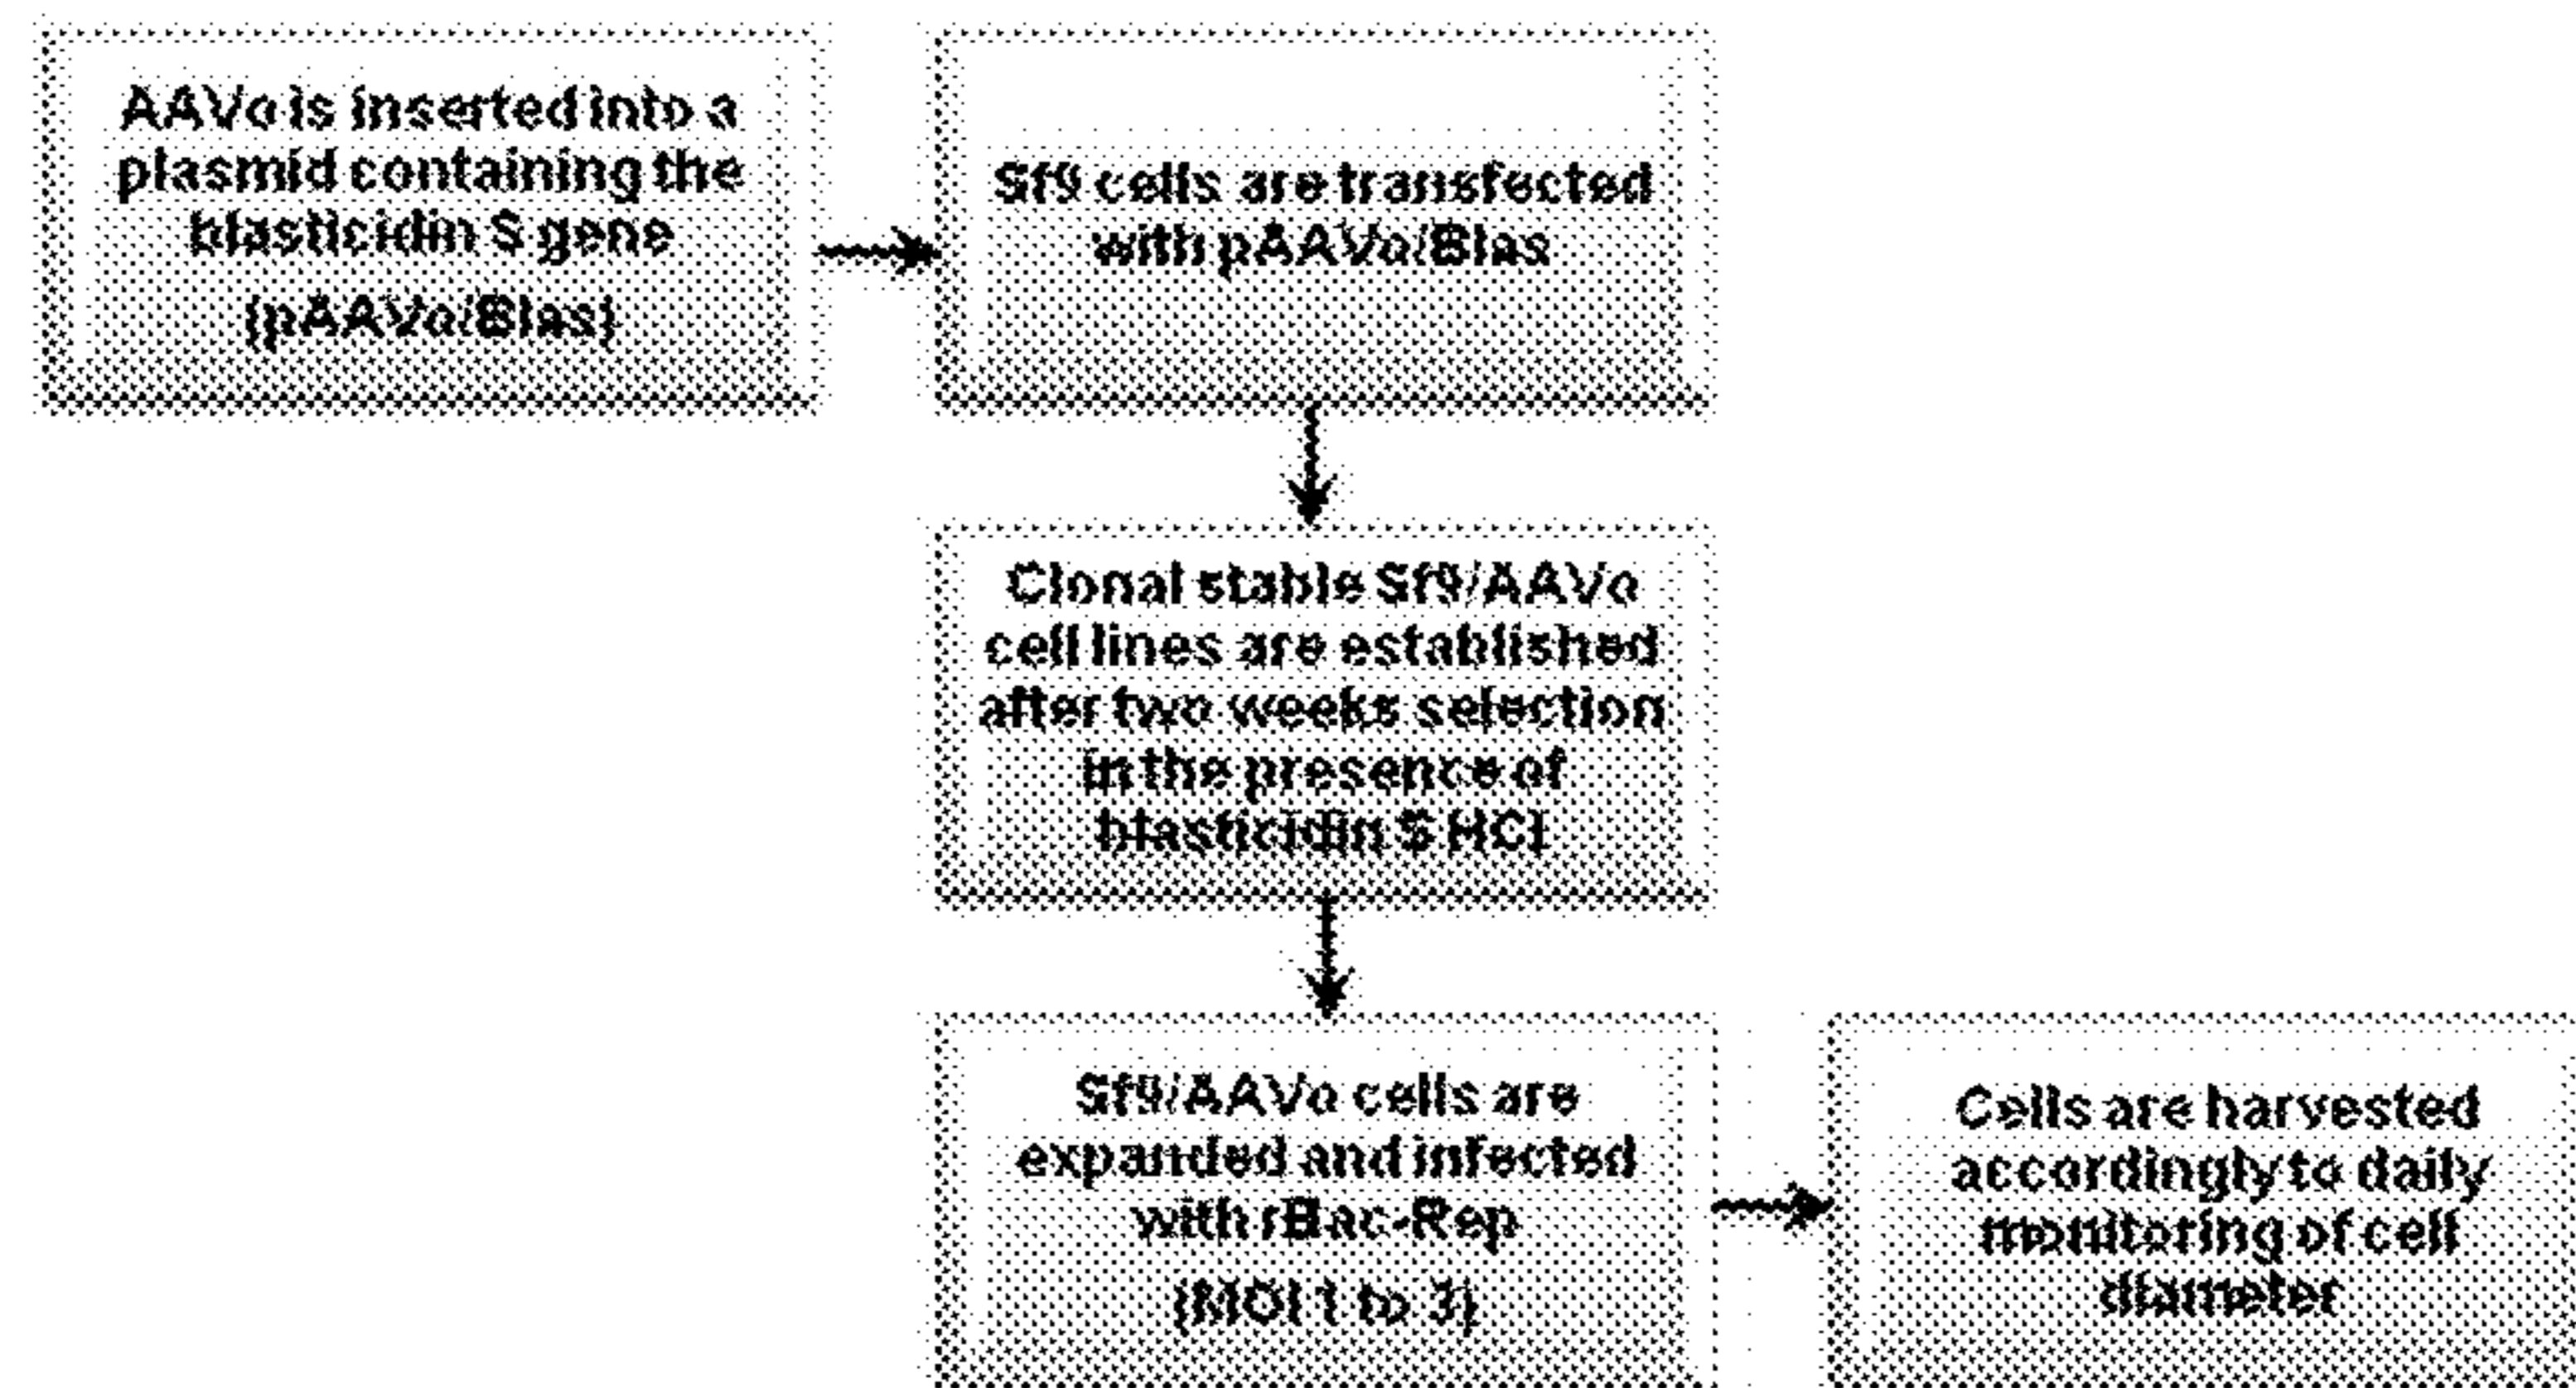 AAVo is inserted into a
plasmid containing the
blasticidin S gene
(pAAVo/Blas)
Sf9 cells are transfected
with pAAVo/Blas
Clonal stable Sf9/AAVo
cell lines are established
after two weeks selection
in the presence of
blasticidin S HCl
Sf9/AAVo cells are
expanded and infected
with rBac-Rep
(MOI 1 to 3)
Cells are harvested
accordingly to daily
monitoring of cell
diameter